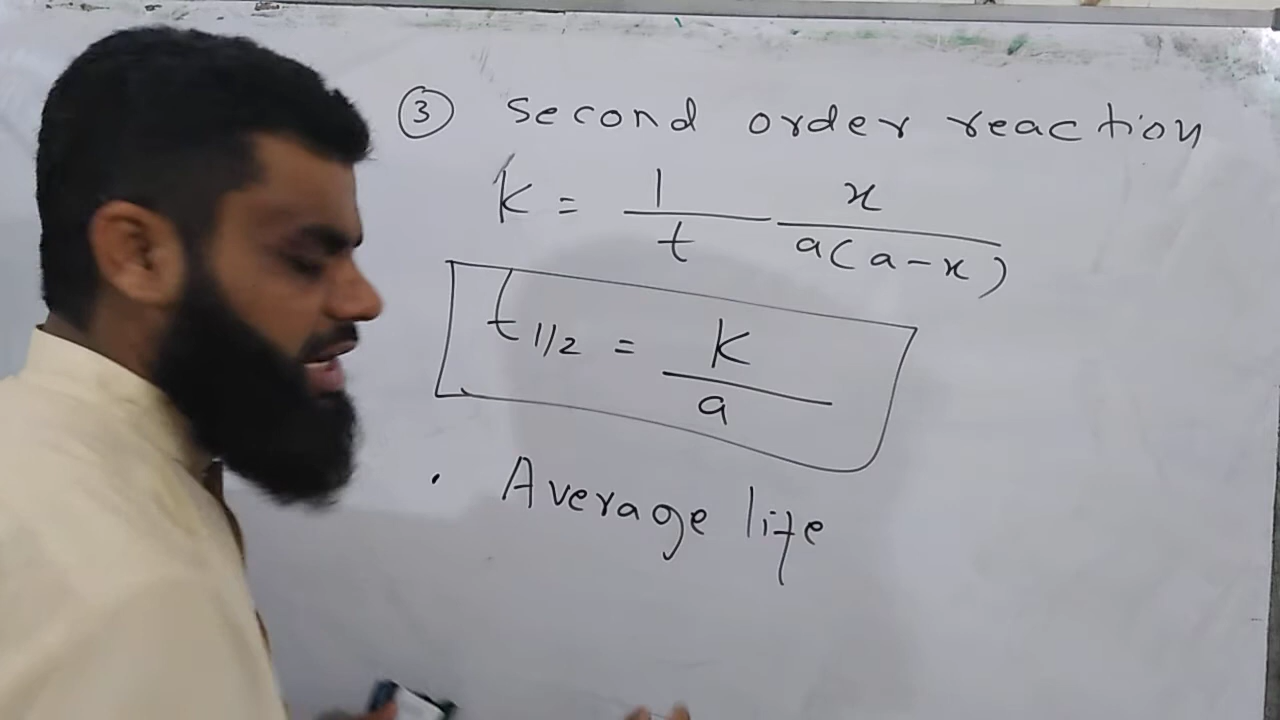 ③ second order reaction
K = 1/t x/a(a-x)
t1/2 = K/a
. Average life